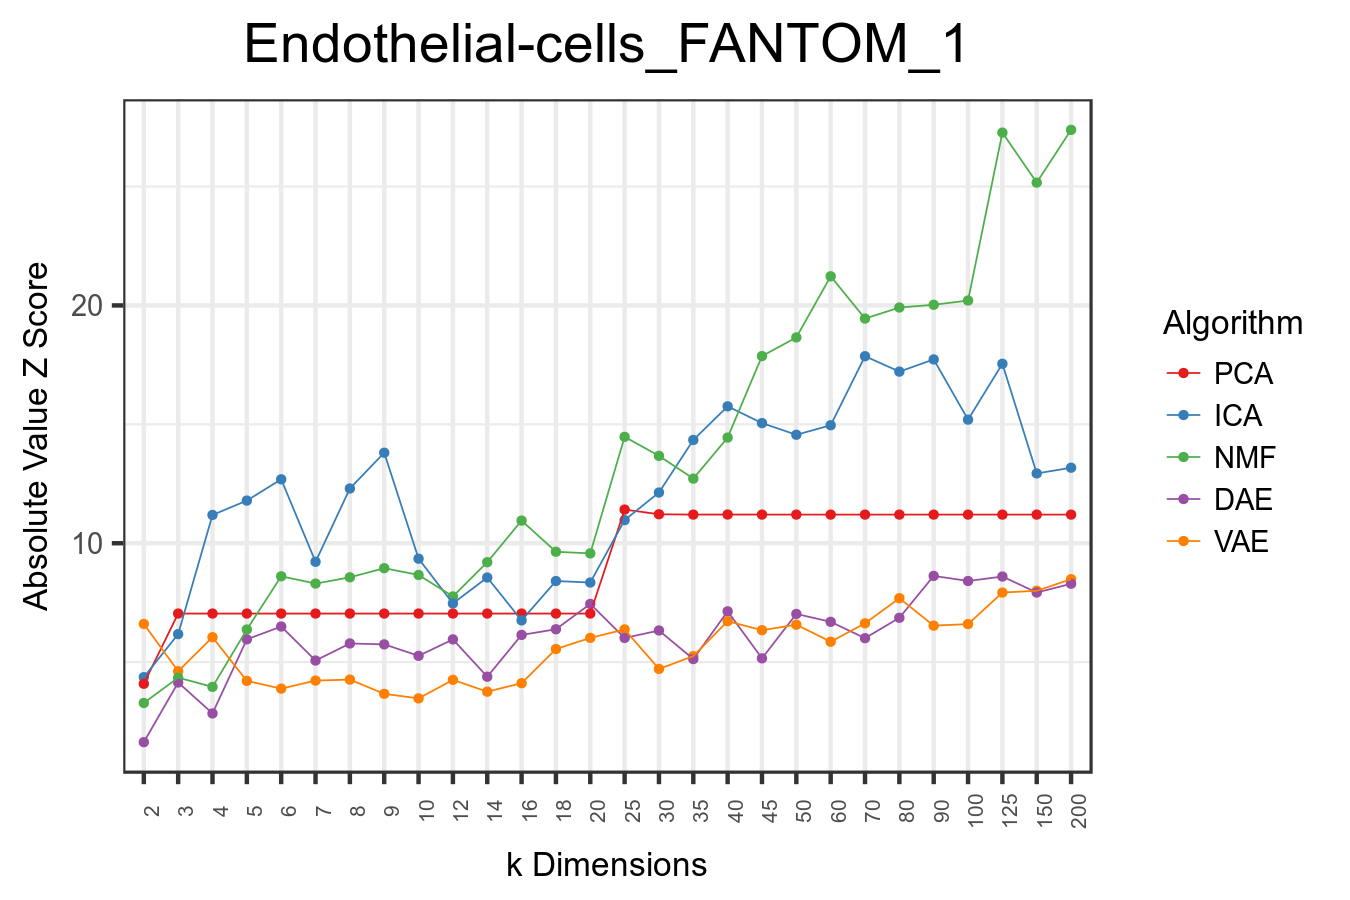 Endothelial-cells_FANTOM_1
Absolute Value Z Score
20
10
2 3 4 5 6 7 8 9 10 12 14 16 18 20 25 30 35 40 45 50 60 70 80 90 100 125 150 200
k Dimensions
Algorithm
PCA
ICA
NMF
DAE
VAE